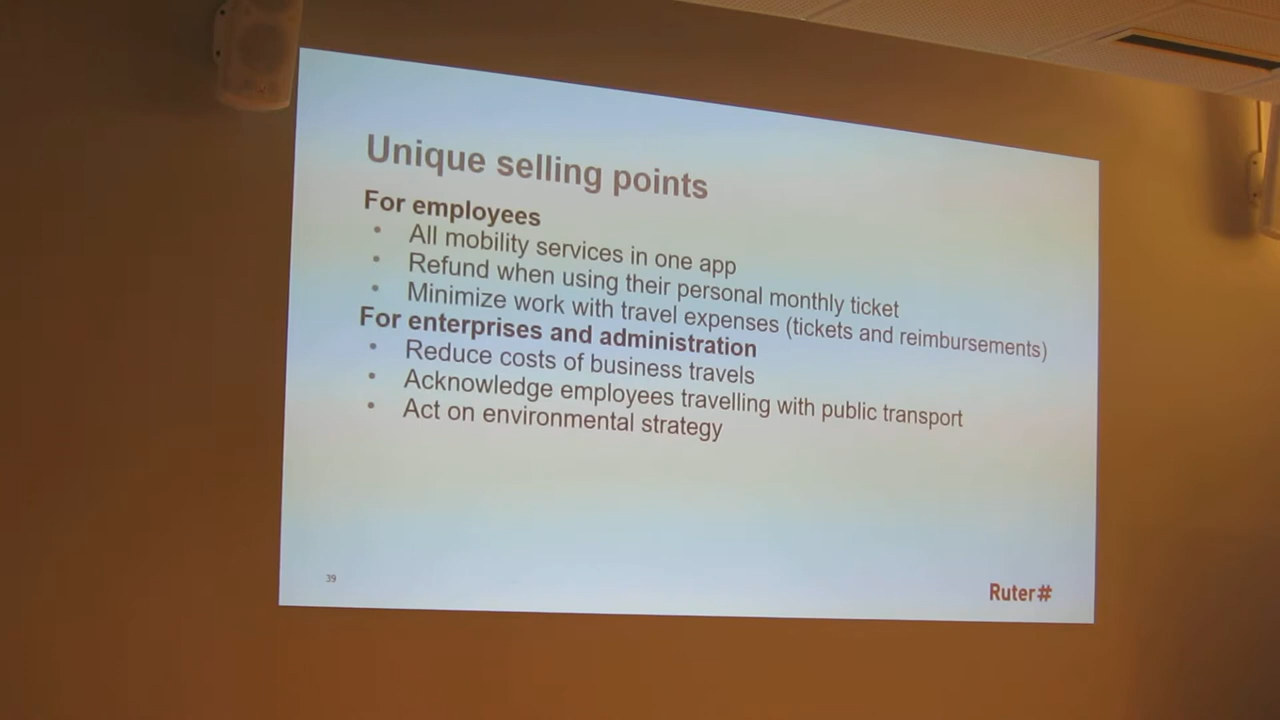 Unique selling points
For employees
• All mobility services in one app
• Refund when using their personal monthly ticket
• Minimize work with travel expenses (tickets and reimbursements)
For enterprises and administration
• Reduce costs of business travels
• Acknowledge employees travelling with public transport
• Act on environmental strategy
39
Ruter#